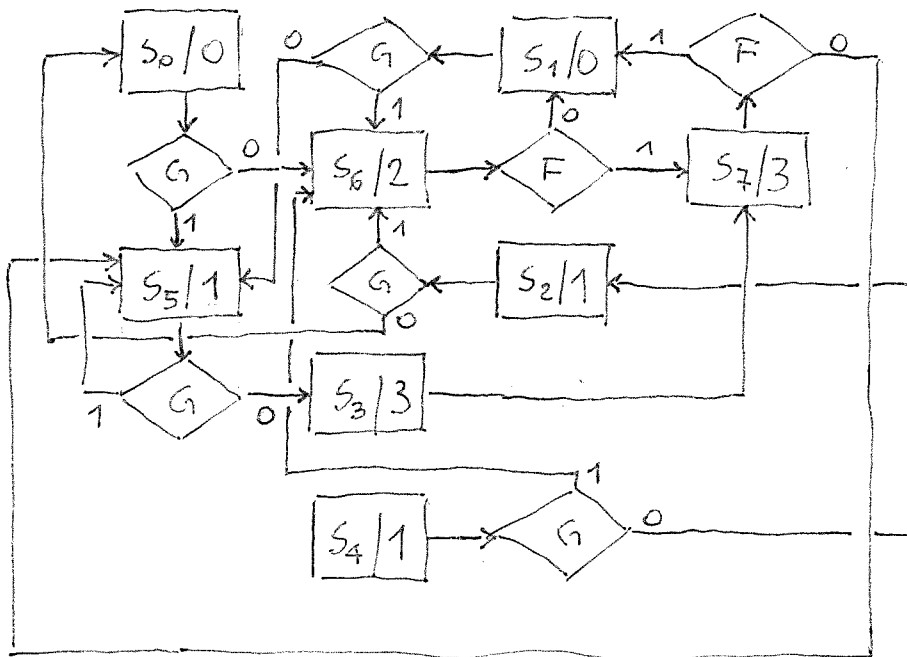 S₀/0 0 G S₁/0 1 F 0
1 0
G 0 S₆/2 F 1 S₇/3
1 1
S₅/1 G S₂/1
0
1 G 0 S₃/3
1
S₄/1 G 0